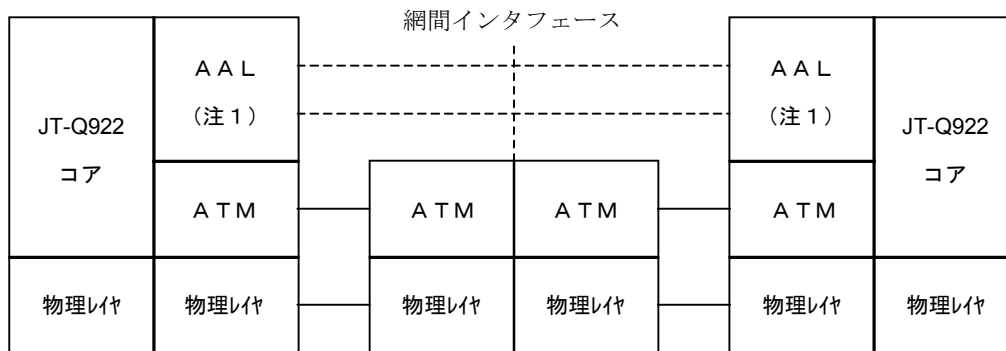 網間インタフェース
ＡＡＬ
(注１)
JT-Q922
コア
ＡＴＭ
ＡＴＭ
ＡＴＭ
ＡＡＬ
(注１)
ＡＴＭ
JT-Q922
コア
物理ﾚｲﾔ
物理ﾚｲﾔ
物理ﾚｲﾔ
物理ﾚｲﾔ
物理ﾚｲﾔ
物理ﾚｲﾔ